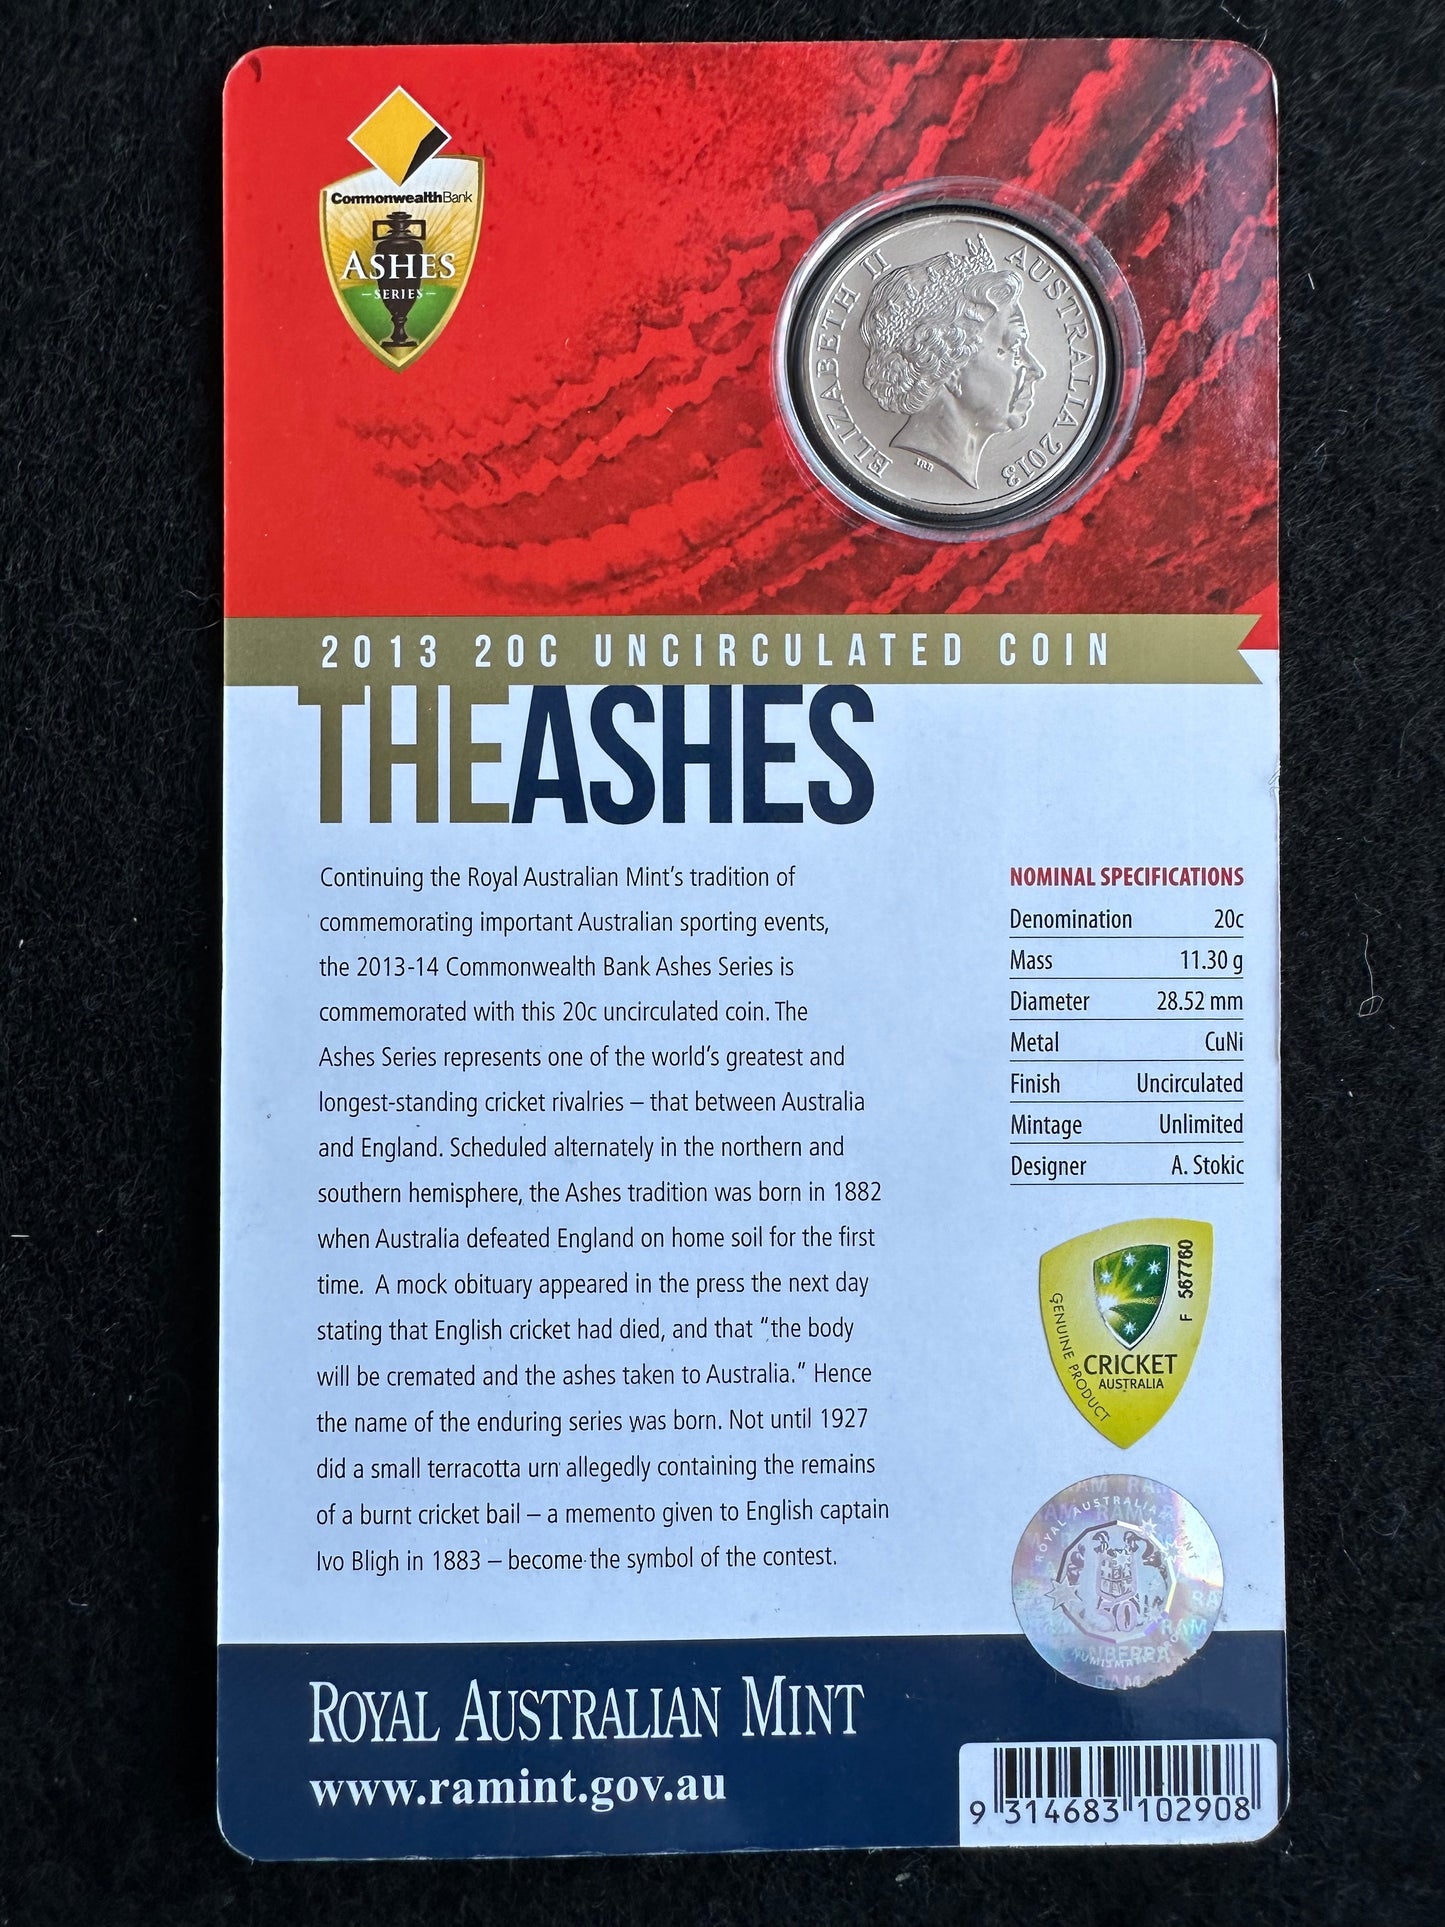 CommonwealthBank
ASHES
SERIES
ELIZABETH II
AUSTRALIA 2013
IRB
2013 20C UNCIRCULATED COIN
THEASHES
Continuing the Royal Australian Mint's tradition of
commemorating important Australian sporting events,
the 2013-14 Commonwealth Bank Ashes Series is
commemorated with this 20c uncirculated coin. The
Ashes Series represents one of the world's greatest and
longest-standing cricket rivalries – that between Australia
and England. Scheduled alternately in the northern and
southern hemisphere, the Ashes tradition was born in 1882
when Australia defeated England on home soil for the first
time. A mock obituary appeared in the press the next day
stating that English cricket had died, and that “the body
will be cremated and the ashes taken to Australia.” Hence
the name of the enduring series was born. Not until 1927
did a small terracotta urn allegedly containing the remains
of a burnt cricket bail – a memento given to English captain
Ivo Bligh in 1883 – become the symbol of the contest.
NOMINAL SPECIFICATIONS
Denomination 20c
Mass 11.30 g
Diameter 28.52 mm
Metal CuNi
Finish Uncirculated
Mintage Unlimited
Designer A. Stokic
F 567760
GENUINE PRODUCT
CRICKET
AUSTRALIA
ROYAL AUSTRALIAN MINT
50
CANBERRA
RAM
ROYAL AUSTRALIAN MINT
www.ramint.gov.au
9 314683 102908